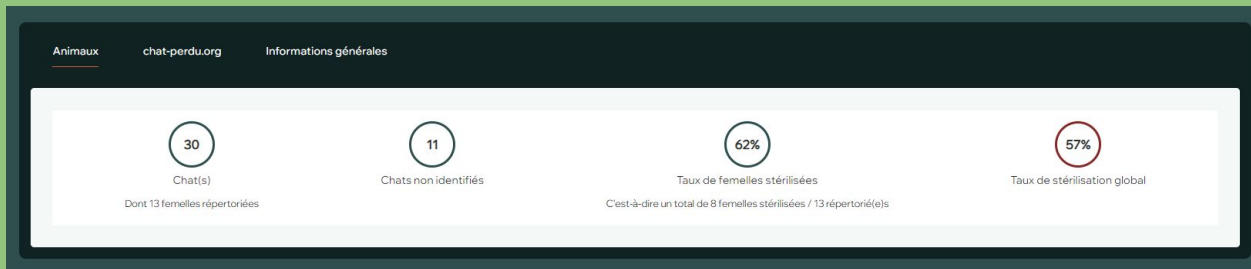 Animaux chat-perdu.org Informations générales
30 11 62% 57%
Chat(s) Chats non identifiés Taux de femelles stérilisées Taux de stérilisation global
Dont 13 femelles répertoriées C'est-à-dire un total de 8 femelles stérilisées / 13 répertorié(e)s